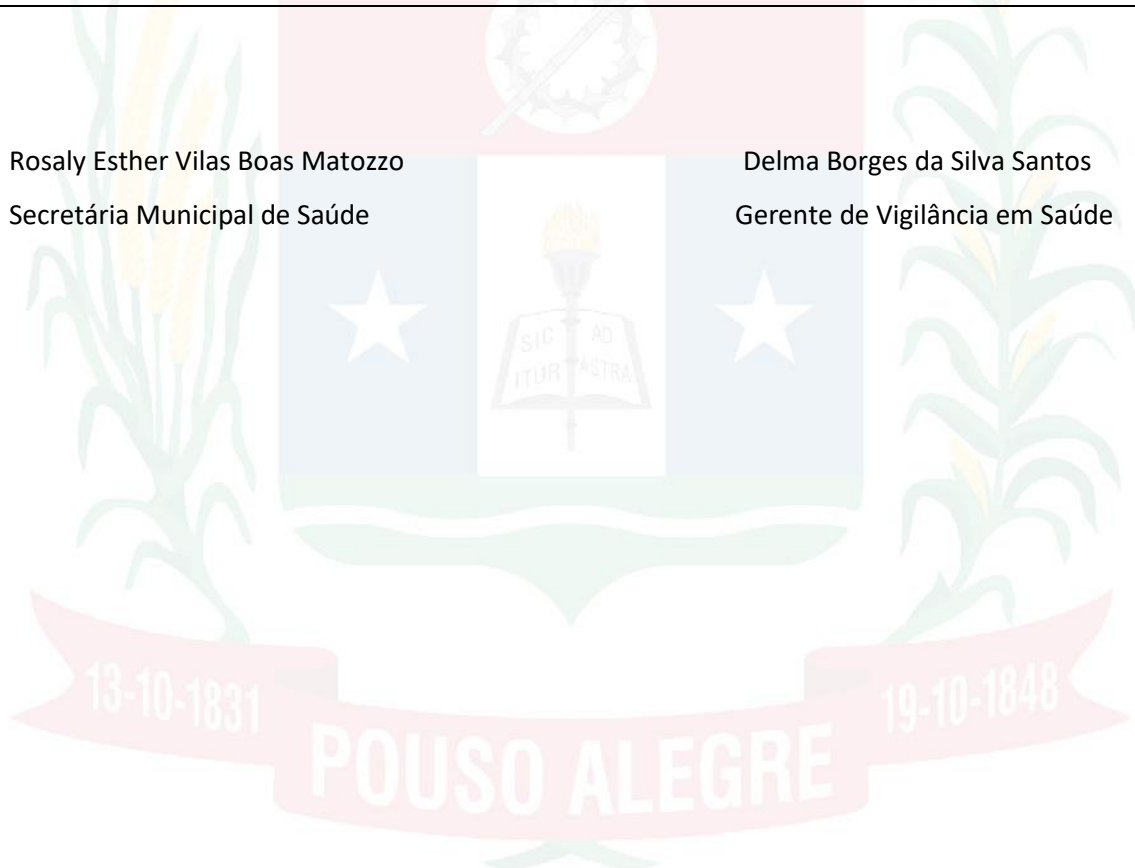 Rosaly Esther Vilas Boas Matozzo Delma Borges da Silva Santos
Secretária Municipal de Saúde Gerente de Vigilância em Saúde
SIC AD
ITUR ASTRA
13-10-1831 19-10-1848
POUSO ALEGRE